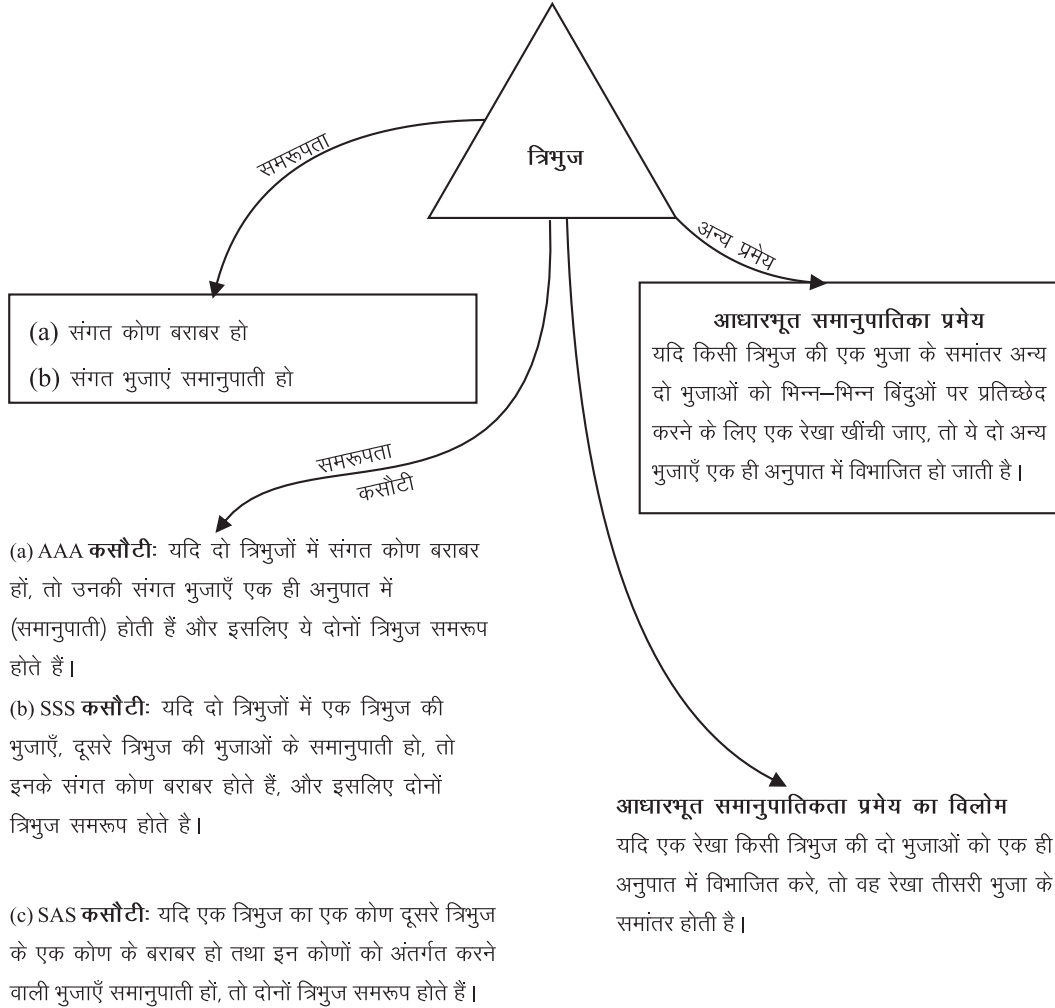 त्रिभुज
समरूपता
(a) संगत कोण बराबर हो
(b) संगत भुजाएं समानुपाती हो
अन्य प्रमेय
आधारभूत समानुपातिका प्रमेय
यदि किसी त्रिभुज की एक भुजा के समांतर अन्य
दो भुजाओं को भिन्न–भिन्न बिंदुओं पर प्रतिच्छेद
करने के लिए एक रेखा खींची जाए, तो ये दो अन्य
भुजाएँ एक ही अनुपात में विभाजित हो जाती है।
समरूपता
कसौटी
(a) AAA कसौटीः यदि दो त्रिभुजों में संगत कोण बराबर
हों, तो उनकी संगत भुजाएँ एक ही अनुपात में
(समानुपाती) होती हैं और इसलिए ये दोनों त्रिभुज समरूप
होते हैं।
(b) SSS कसौटीः यदि दो त्रिभुजों में एक त्रिभुज की
भुजाएँ, दूसरे त्रिभुज की भुजाओं के समानुपाती हो, तो
इनके संगत कोण बराबर होते हैं, और इसलिए दोनों
त्रिभुज समरूप होते है।
(c) SAS कसौटीः यदि एक त्रिभुज का एक कोण दूसरे त्रिभुज
के एक कोण के बराबर हो तथा इन कोणों को अंतर्गत करने
वाली भुजाएँ समानुपाती हों, तो दोनों त्रिभुज समरूप होते हैं।
आधारभूत समानुपातिकता प्रमेय का विलोम
यदि एक रेखा किसी त्रिभुज की दो भुजाओं को एक ही
अनुपात में विभाजित करे, तो वह रेखा तीसरी भुजा के
समांतर होती है।